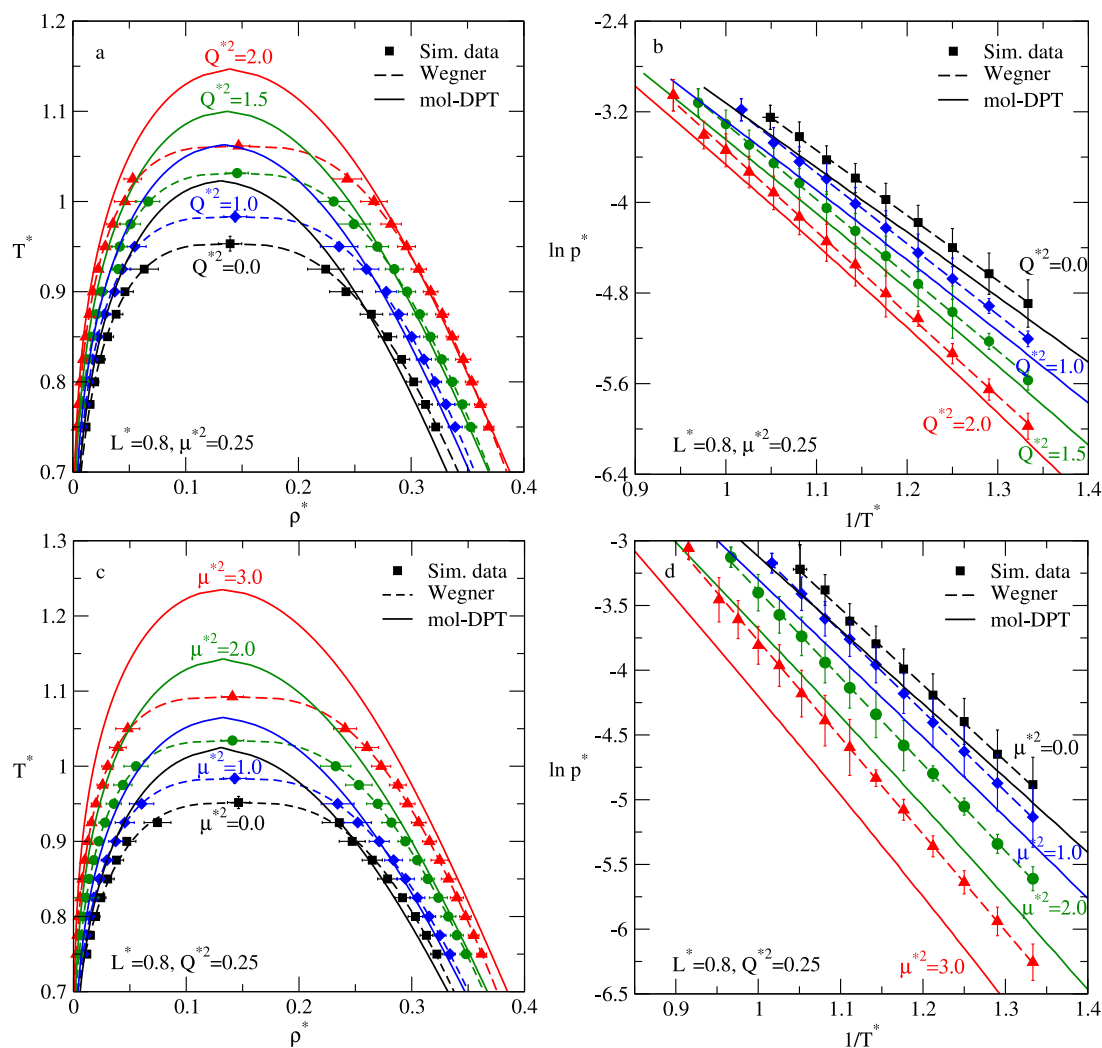 a
Sim. data
Wegner
mol-DPT
Q*2=2.0
Q*2=1.5
Q*2=1.0
Q*2=0.0
L*=0.8, μ*2=0.25
T*
1.2
1.1
1
0.9
0.8
0.7
0
0.1
0.2
0.3
0.4
ρ*
b
Sim. data
Wegner
mol-DPT
Q*2=0.0
Q*2=1.0
Q*2=2.0
Q*2=1.5
L*=0.8, μ*2=0.25
ln p*
-2.4
-3.2
-4
-4.8
-5.6
-6.4
0.9
1
1.1
1.2
1.3
1.4
1/T*
c
Sim. data
Wegner
mol-DPT
μ*2=3.0
μ*2=2.0
μ*2=1.0
μ*2=0.0
L*=0.8, Q*2=0.25
T*
1.3
1.2
1.1
1
0.9
0.8
0.7
0
0.1
0.2
0.3
0.4
ρ*
d
Sim. data
Wegner
mol-DPT
μ*2=0.0
μ*2=1.0
μ*2=2.0
μ*2=3.0
L*=0.8, Q*2=0.25
ln p*
-3
-3.5
-4
-4.5
-5
-5.5
-6
-6.5
0.9
1
1.1
1.2
1.3
1.4
1/T*